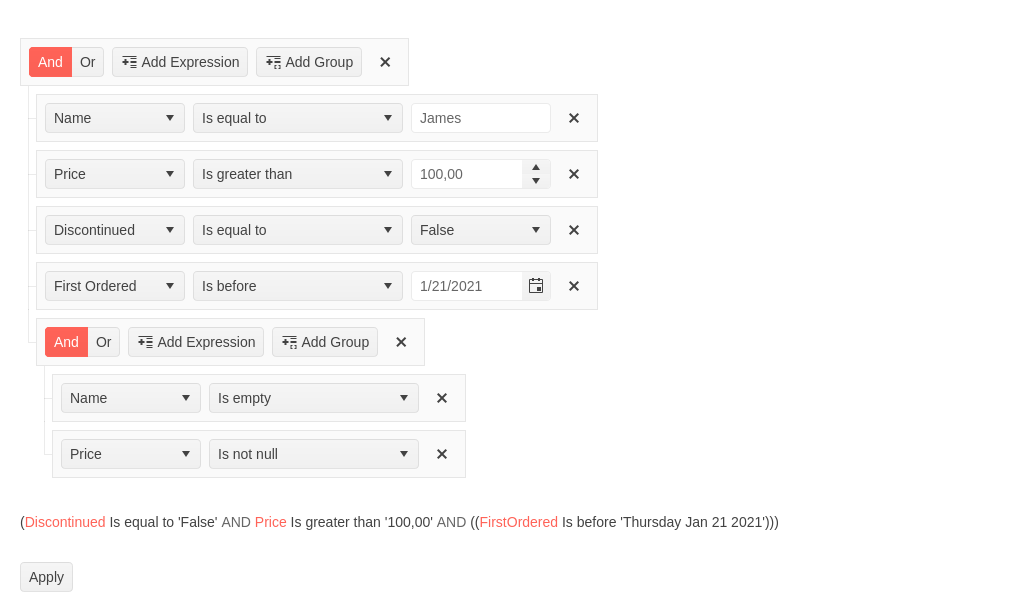 And Or Add Expression Add Group
Name Is equal to James
Price Is greater than 100,00
Discontinued Is equal to False
First Ordered Is before 1/21/2021
And Or Add Expression Add Group
Name Is empty
Price Is not null
(Discontinued Is equal to 'False' AND Price Is greater than '100,00' AND ((FirstOrdered Is before 'Thursday Jan 21 2021')))
Apply